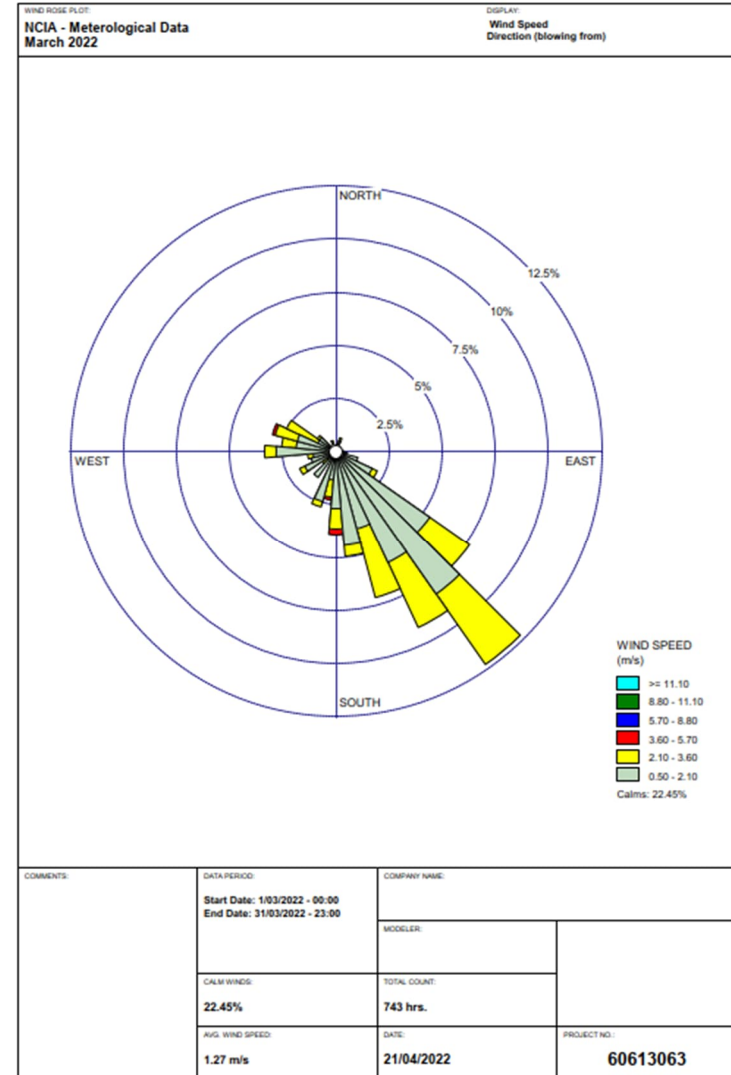 WIND ROSE PLOT:
NCIA - Meterological Data
March 2022
DISPLAY:
Wind Speed
Direction (blowing from)
NORTH
12.5%
10%
7.5%
5%
2.5%
WEST
EAST
SOUTH
WIND SPEED
(m/s)
>= 11.10
8.80 - 11.10
5.70 - 8.80
3.60 - 5.70
2.10 - 3.60
0.50 - 2.10
Calms: 22.45%
COMMENTS:
DATA PERIOD:
Start Date: 1/03/2022 - 00:00
End Date: 31/03/2022 - 23:00
COMPANY NAME:
MODELER:
CALM WINDS:
22.45%
TOTAL COUNT:
743 hrs.
AVG. WIND SPEED:
1.27 m/s
DATE:
21/04/2022
PROJECT NO.:
60613063